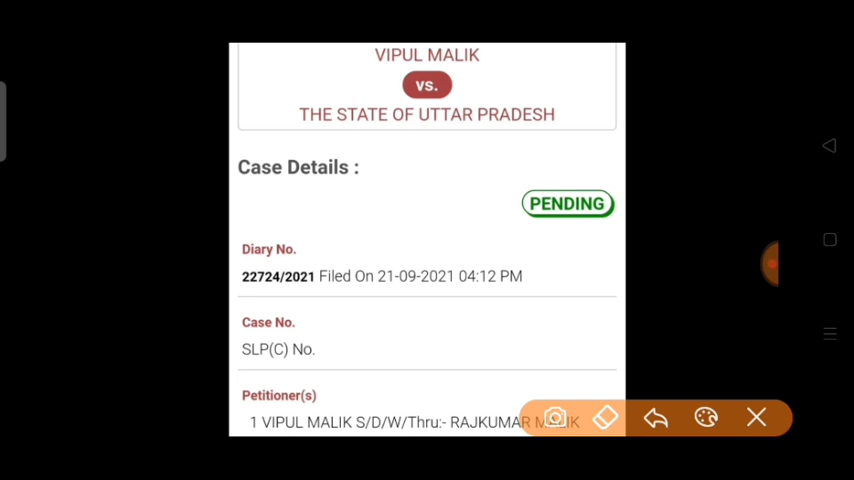 VIPUL MALIK
vs.
THE STATE OF UTTAR PRADESH
Case Details :
PENDING
Diary No.
22724/2021 Filed On 21-09-2021 04:12 PM
Case No.
SLP(C) No.
Petitioner(s)
1 VIPUL MALIK S/D/W/Thru:- RAJKUMAR MALIK